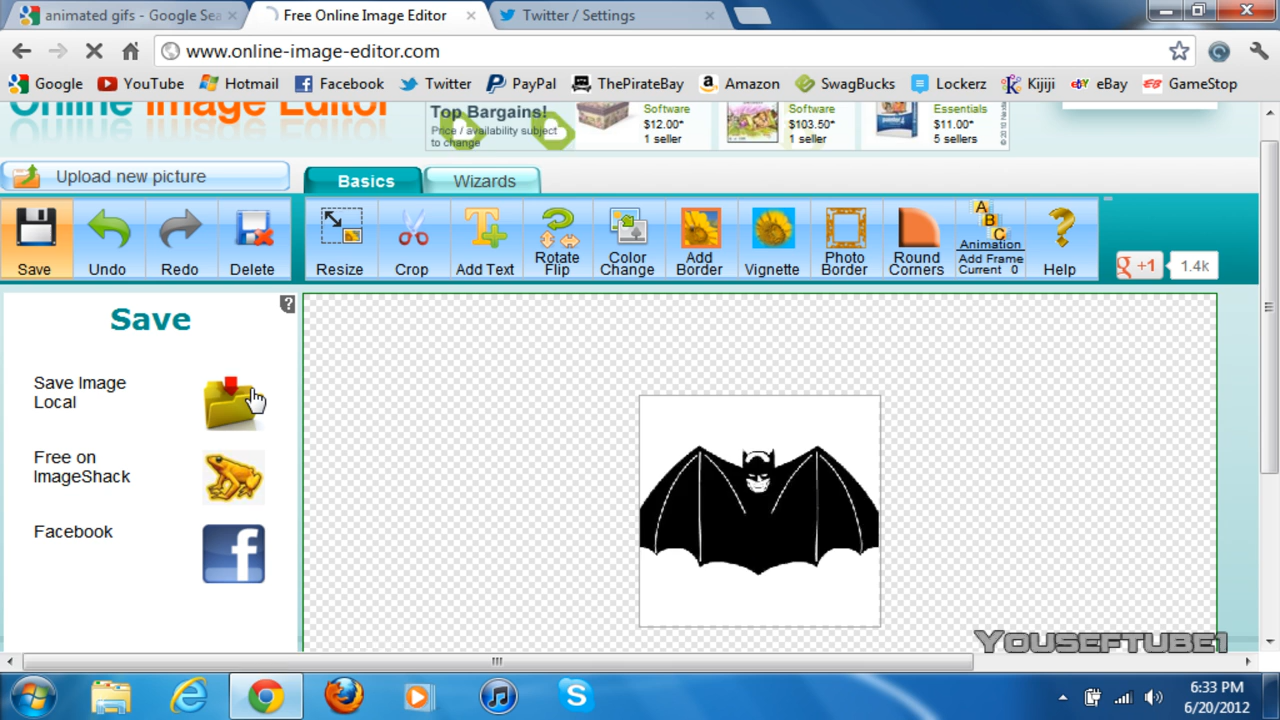 animated gifs - Google Sea
Free Online Image Editor
Twitter / Settings
www.online-image-editor.com
Google
YouTube
Hotmail
Facebook
Twitter
PayPal
ThePirateBay
Amazon
SwagBucks
Lockerz
Kijiji
eBay
GameStop
Online Image Editor
Top Bargains!
Price / availability subject
to change
Software
$12.00*
1 seller
Software
$103.50*
1 seller
Essentials
$11.00*
5 sellers
Upload new picture
Basics
Wizards
Save
Undo
Redo
Delete
Resize
Crop
Add Text
Rotate
Flip
Color
Change
Add
Border
Vignette
Photo
Border
Round
Corners
A
B
C
Animation
Add Frame
Current 0
Help
g +1
1.4k
Save
Save Image
Local
Free on
ImageShack
Facebook
Youseftube1
6:33 PM
6/20/2012